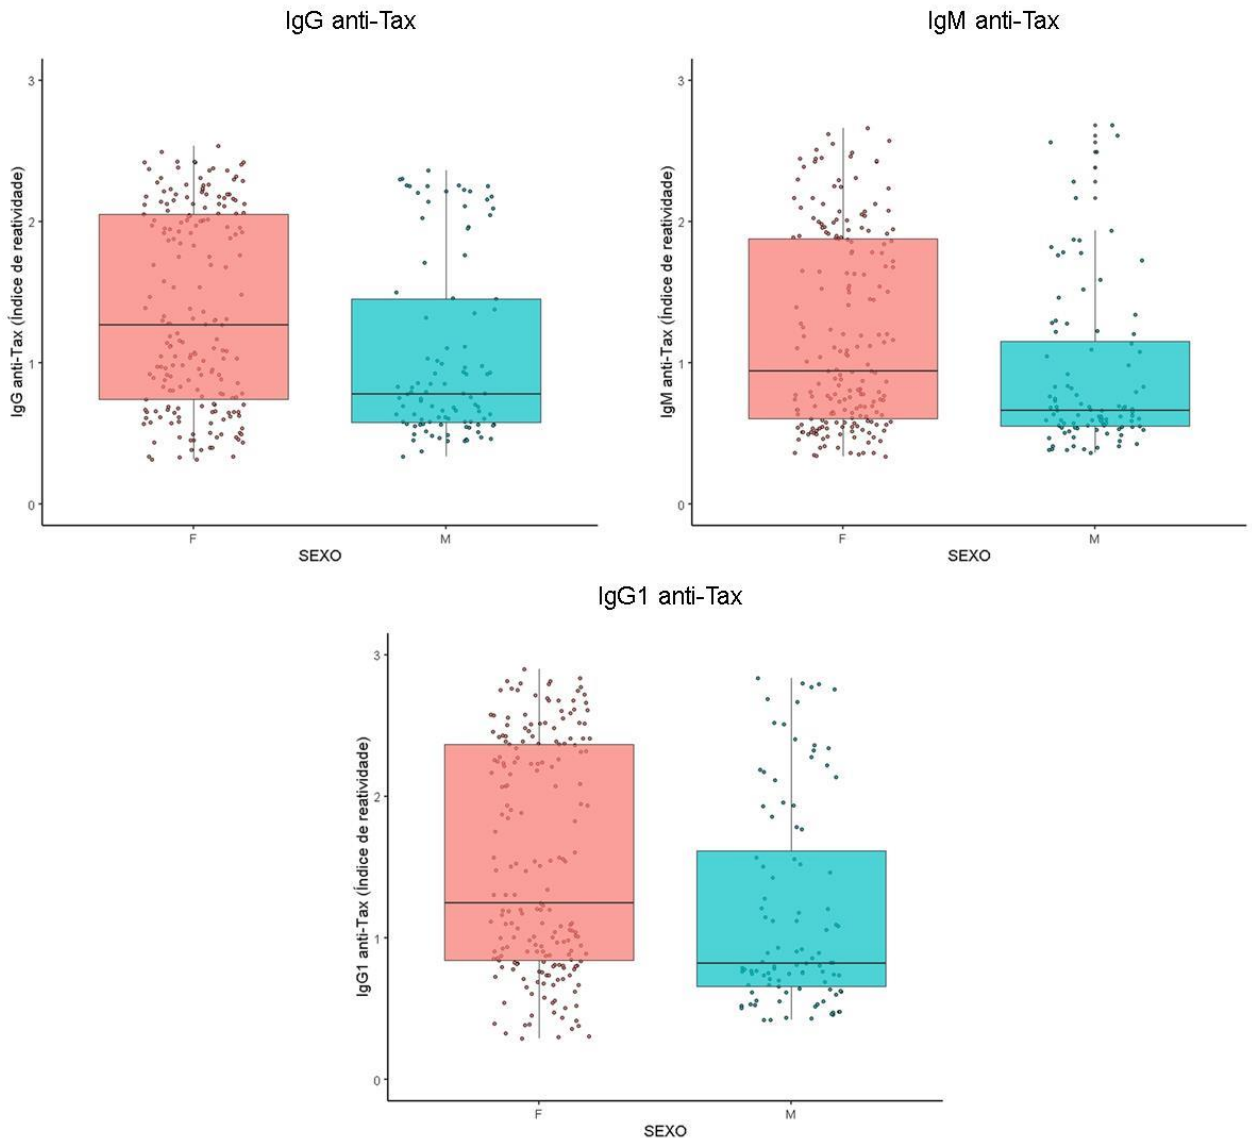 IgG anti-Tax
IgG anti-Tax (Índice de reatividade)
3
2
1
0
F
M
SEXO
IgM anti-Tax
IgM anti-Tax (Índice de reatividade)
3
2
1
0
F
M
SEXO
IgG1 anti-Tax
IgG1 anti-Tax (Índice de reatividade)
3
2
1
0
F
M
SEXO